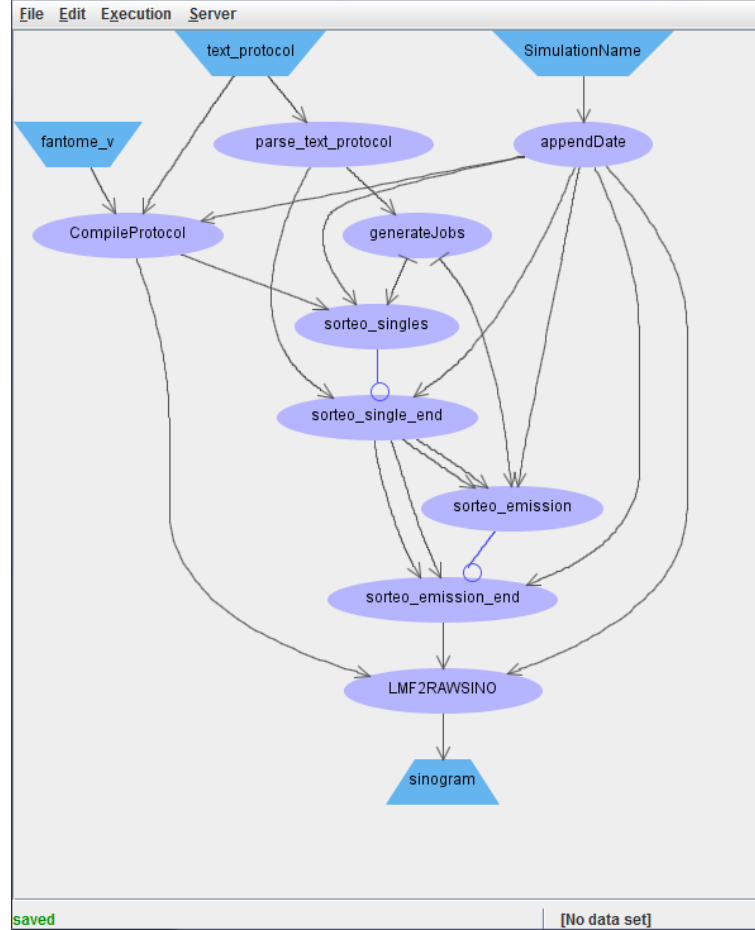 File Edit Execution Server
text_protocol SimulationName
fantome_v parse_text_protocol appendDate
CompileProtocol generateJobs
sorteo_singles
sorteo_single_end
sorteo_emission
sorteo_emission_end
LMF2RAWSINO
sinogram
saved [No data set]